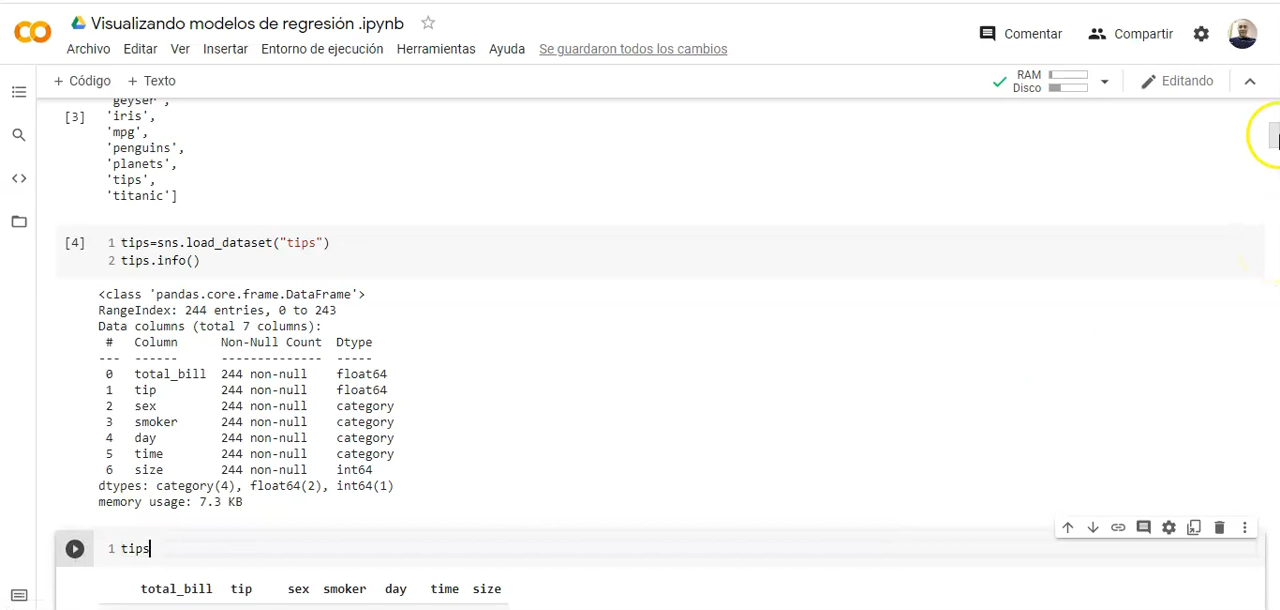 Visualizando modelos de regresión .ipynb
Archivo Editar Ver Insertar Entorno de ejecución Herramientas Ayuda Se guardaron todos los cambios
Comentar Compartir
+ Código + Texto
RAM
Disco
Editando
geyser',
[3] 'iris',
'mpg',
'penguins',
'planets',
'tips',
'titanic']
[4] 1 tips=sns.load_dataset("tips")
2 tips.info()
<class 'pandas.core.frame.DataFrame'>
RangeIndex: 244 entries, 0 to 243
Data columns (total 7 columns):
# Column Non-Null Count Dtype
--- ------ -------------- -----
0 total_bill 244 non-null float64
1 tip 244 non-null float64
2 sex 244 non-null category
3 smoker 244 non-null category
4 day 244 non-null category
5 time 244 non-null category
6 size 244 non-null int64
dtypes: category(4), float64(2), int64(1)
memory usage: 7.3 KB
1 tips
total_bill tip sex smoker day time size